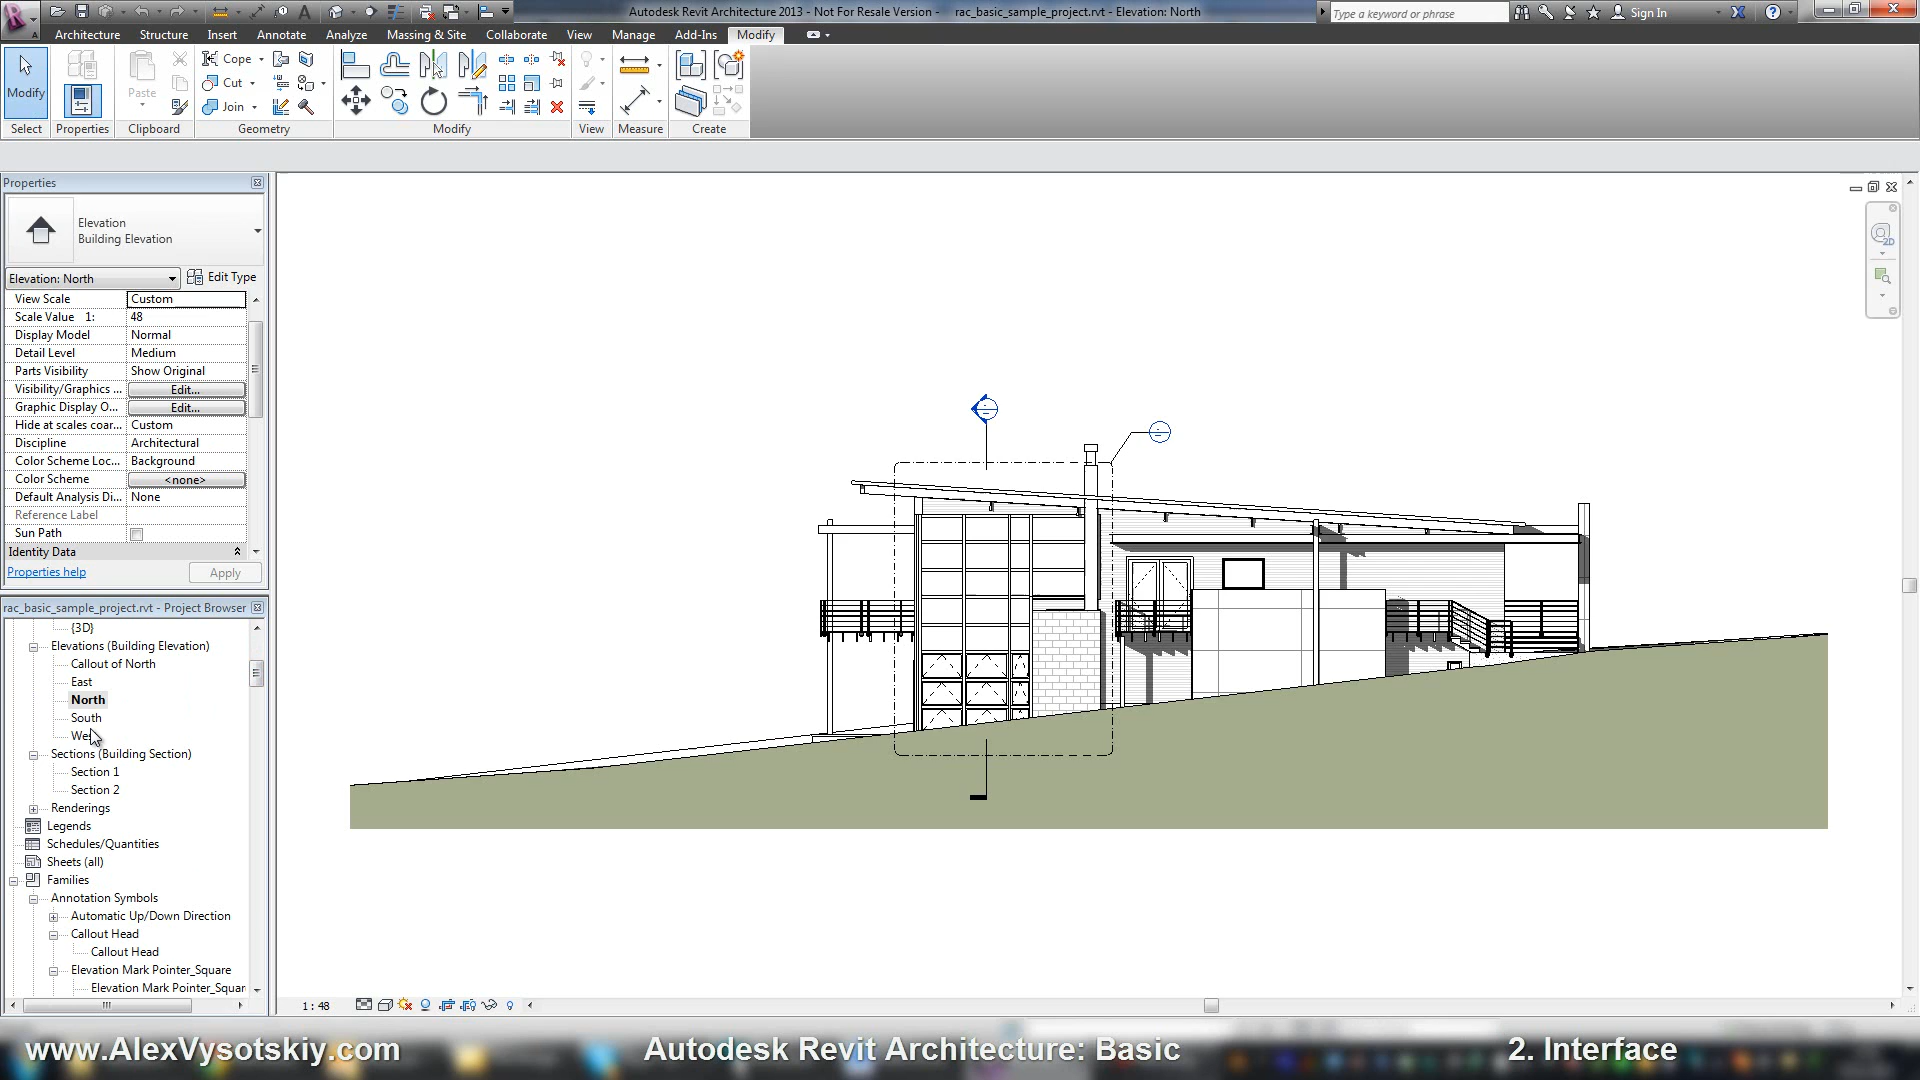 Autodesk Revit Architecture 2013 - Not For Resale Version - rac_basic_sample_project.rvt - Elevation: North
Type a keyword or phrase
Sign In
Architecture Structure Insert Annotate Analyze Massing & Site Collaborate View Manage Add-Ins Modify
Modify
Paste
Cope
Cut
Join
Select Properties Clipboard Geometry Modify View Measure Create
Properties
Elevation
Building Elevation
Elevation: North Edit Type
View Scale Custom
Scale Value 1: 48
Display Model Normal
Detail Level Medium
Parts Visibility Show Original
Visibility/Graphics ... Edit...
Graphic Display O... Edit...
Hide at scales coar... Custom
Discipline Architectural
Color Scheme Loc... Background
Color Scheme <none>
Default Analysis Di... None
Reference Label
Sun Path
Identity Data
Properties help Apply
rac_basic_sample_project.rvt - Project Browser
{3D}
Elevations (Building Elevation)
Callout of North
East
North
South
Sections (Building Section)
Section 1
Section 2
Renderings
Legends
Schedules/Quantities
Sheets (all)
Families
Annotation Symbols
Automatic Up/Down Direction
Callout Head
Callout Head
Elevation Mark Pointer_Square
Elevation Mark Pointer_Squar
2D
1 : 48
www.AlexVysotskiy.com Autodesk Revit Architecture: Basic 2. Interface